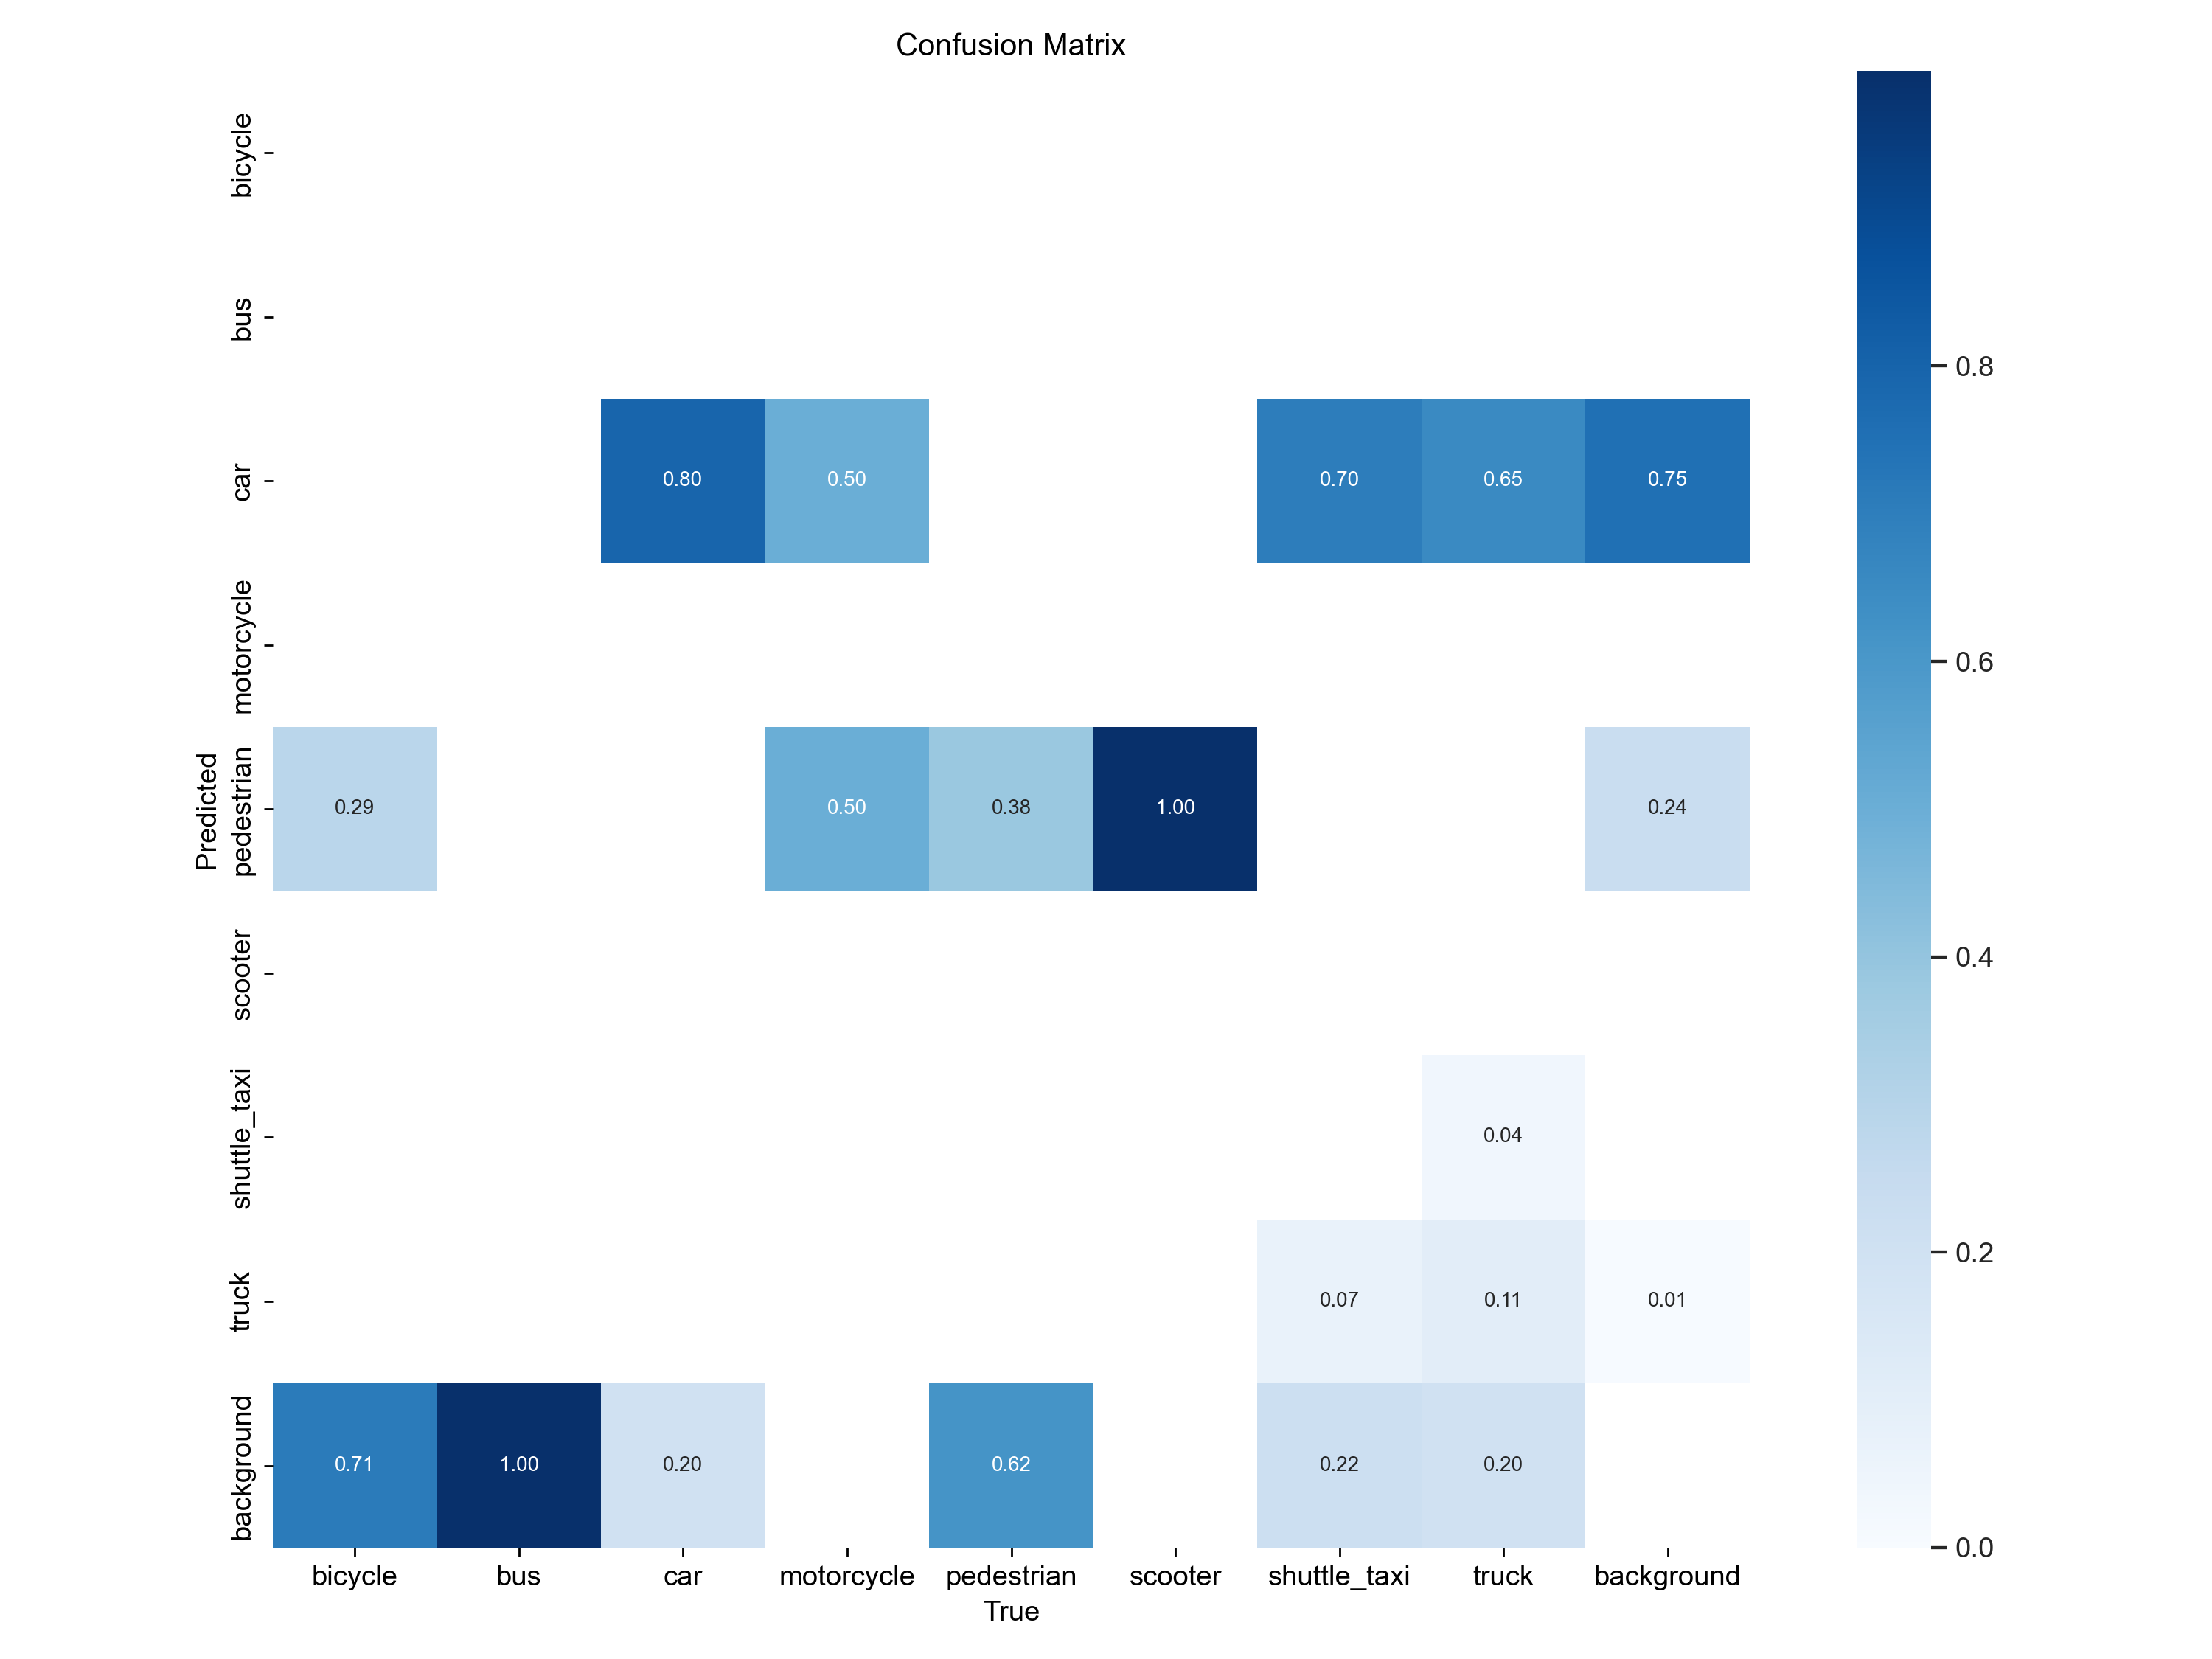 Confusion Matrix
bicycle
bus
car
motorcycle
pedestrian
scooter
shuttle_taxi
truck
background
Predicted
0.80 0.50 0.70 0.65 0.75
0.29 0.50 0.38 1.00 0.24
0.04
0.07 0.11 0.01
0.71 1.00 0.20 0.62 0.22 0.20
bicycle bus car motorcycle pedestrian scooter shuttle_taxi truck background
True
0.8
0.6
0.4
0.2
0.0